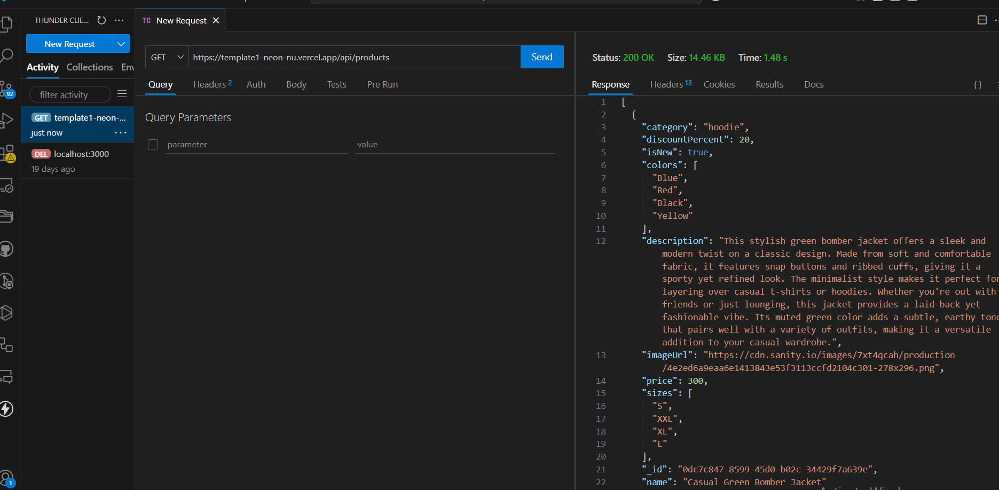 THUNDER CLIE...
New Request
Activity Collections Env
filter activity
GET template1-neon-...
just now
DEL localhost:3000
19 days ago
92
1
TC New Request
GET https://template1-neon-nu.vercel.app/api/products Send
Query Headers 2 Auth Body Tests Pre Run
Query Parameters
parameter value
Status: 200 OK Size: 14.46 KB Time: 1.48 s
Response Headers 13 Cookies Results Docs { }
1 [
2 {
3 "category": "hoodie",
4 "discountPercent": 20,
5 "isNew": true,
6 "colors": [
7 "Blue",
8 "Red",
9 "Black",
10 "Yellow"
11 ],
12 "description": "This stylish green bomber jacket offers a sleek and
modern twist on a classic design. Made from soft and comfortable
fabric, it features snap buttons and ribbed cuffs, giving it a
sporty yet refined look. The minimalist style makes it perfect for
layering over casual t-shirts or hoodies. Whether you're out with
friends or just lounging, this jacket provides a laid-back yet
fashionable vibe. Its muted green color adds a subtle, earthy tone
that pairs well with a variety of outfits, making it a versatile
addition to your casual wardrobe.",
13 "imageUrl": "https://cdn.sanity.io/images/7xt4qcah/production
/4e2ed6a9eaa6e1413843e53f3113ccfd2104c301-278x296.png",
14 "price": 300,
15 "sizes": [
16 "S",
17 "XXL",
18 "XL",
19 "L"
20 ],
21 "_id": "0dc7c847-8599-45d0-b02c-34429f7a639e",
22 "name": "Casual Green Bomber Jacket"